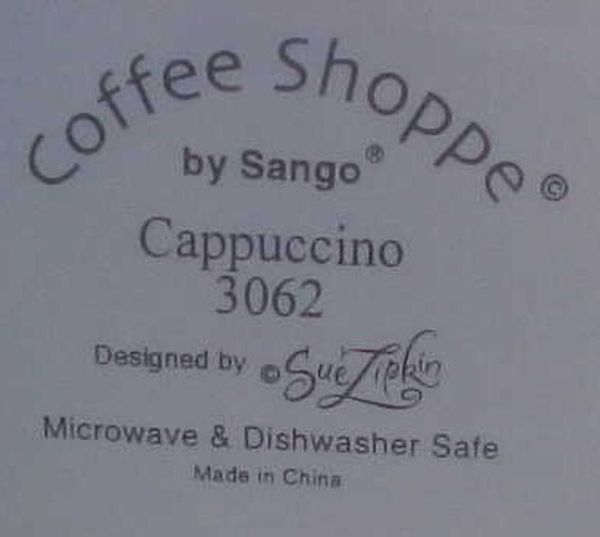 Coffee Shoppe©
by Sango®
Cappuccino
3062
Designed by ©Sue Zipkin
Microwave & Dishwasher Safe
Made in China